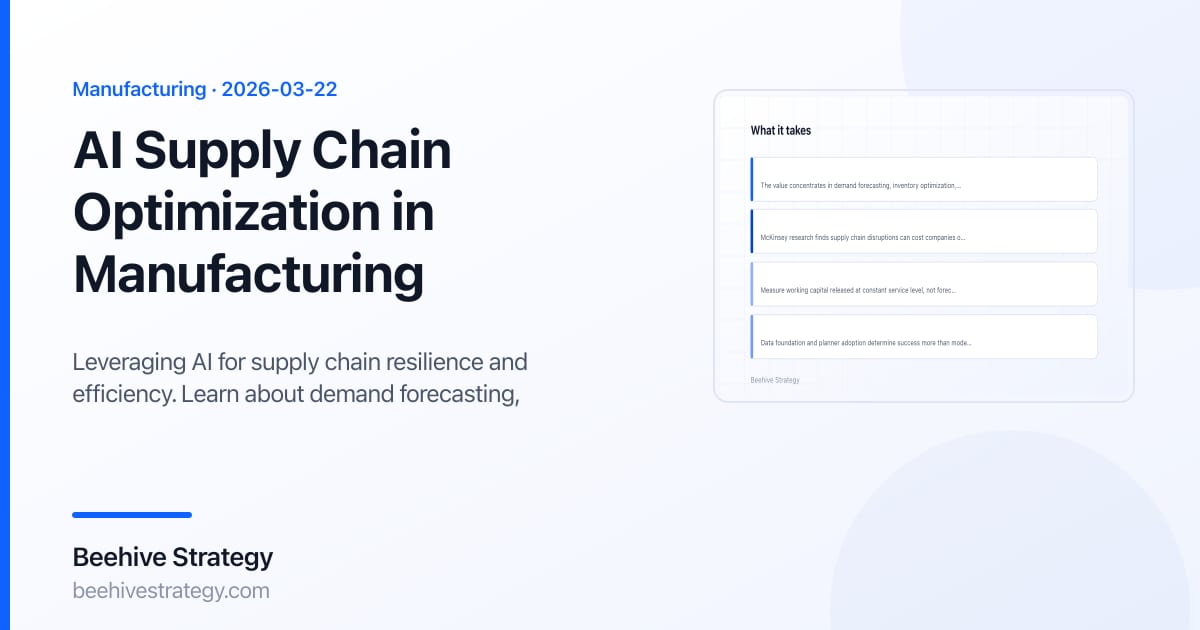 Manufacturing · 2026-03-22
AI Supply Chain
Optimization in
Manufacturing
Leveraging AI for supply chain resilience and
efficiency. Learn about demand forecasting,
Beehive Strategy
beehivestrategy.com
What it takes
The value concentrates in demand forecasting, inventory optimization,...
McKinsey research finds supply chain disruptions can cost companies o...
Measure working capital released at constant service level, not forec...
Data foundation and planner adoption determine success more than mode...
Beehive Strategy